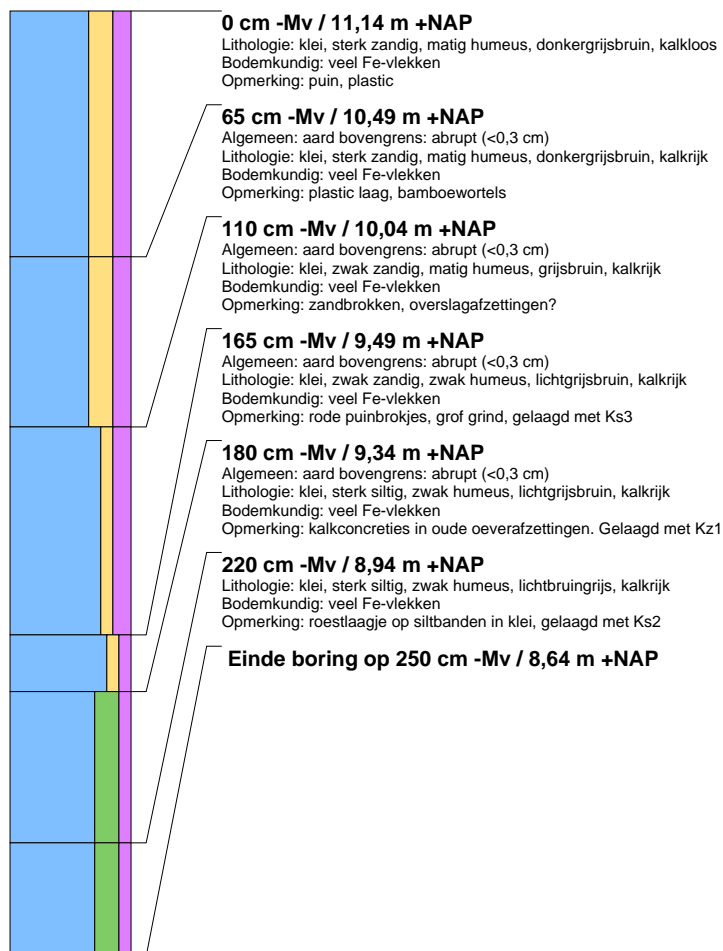 0 cm -Mv / 11,14 m +NAP
Lithologie: klei, sterk zandig, matig humeus, donkergrijsbruin, kalkloos
Bodemkundig: veel Fe-vlekken
Opmerking: puin, plastic
65 cm -Mv / 10,49 m +NAP
Algemeen: aard bovengrens: abrupt (<0,3 cm)
Lithologie: klei, sterk zandig, matig humeus, donkergrijsbruin, kalkrijk
Bodemkundig: veel Fe-vlekken
Opmerking: plastic laag, bamboewortels
110 cm -Mv / 10,04 m +NAP
Algemeen: aard bovengrens: abrupt (<0,3 cm)
Lithologie: klei, zwak zandig, matig humeus, grijsbruin, kalkrijk
Bodemkundig: veel Fe-vlekken
Opmerking: zandbrokken, overslagafzettingen?
165 cm -Mv / 9,49 m +NAP
Algemeen: aard bovengrens: abrupt (<0,3 cm)
Lithologie: klei, zwak zandig, zwak humeus, lichtgrijsbruin, kalkrijk
Bodemkundig: veel Fe-vlekken
Opmerking: rode puinbrokjes, grof grind, gelaagd met Ks3
180 cm -Mv / 9,34 m +NAP
Algemeen: aard bovengrens: abrupt (<0,3 cm)
Lithologie: klei, sterk siltig, zwak humeus, lichtgrijsbruin, kalkrijk
Bodemkundig: veel Fe-vlekken
Opmerking: kalkconcreties in oude oeverafzettingen. Gelaagd met Kz1
220 cm -Mv / 8,94 m +NAP
Lithologie: klei, sterk siltig, zwak humeus, lichtbruingrijs, kalkrijk
Bodemkundig: veel Fe-vlekken
Opmerking: roestlaagje op siltbanden in klei, gelaagd met Ks2
Einde boring op 250 cm -Mv / 8,64 m +NAP